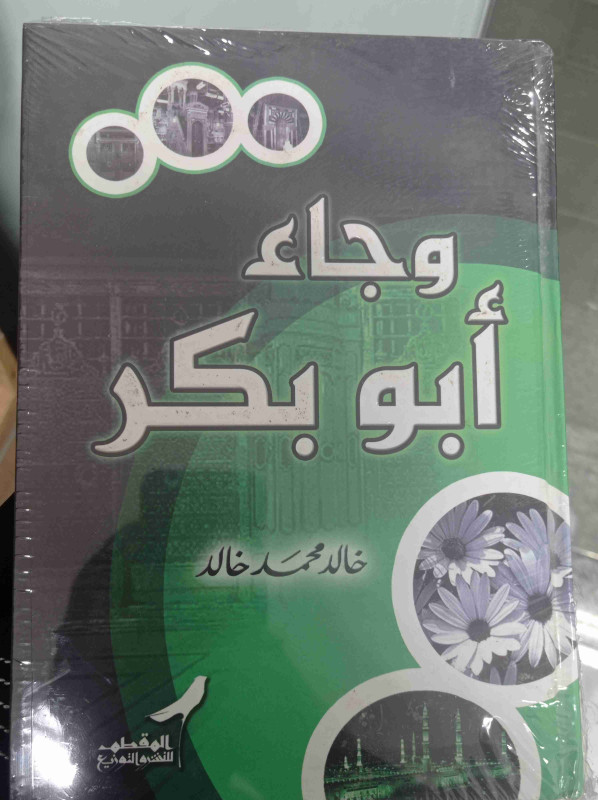 وجاء
أبو بكر
خالد محمد خالد
المقطم
للنشر والتوزيع